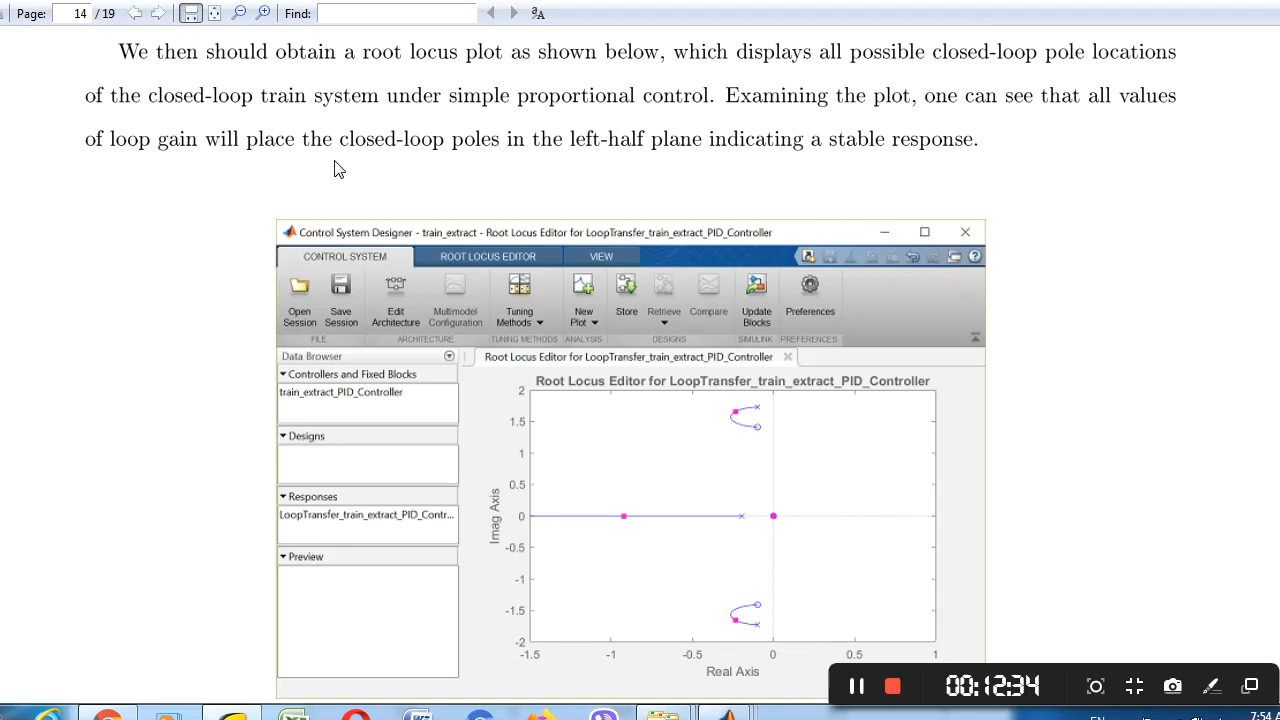 Page: 14 / 19 Find:
We then should obtain a root locus plot as shown below, which displays all possible closed-loop pole locations
of the closed-loop train system under simple proportional control. Examining the plot, one can see that all values
of loop gain will place the closed-loop poles in the left-half plane indicating a stable response.
Control System Designer - train_extract - Root Locus Editor for LoopTransfer_train_extract_PID_Controller
CONTROL SYSTEM ROOT LOCUS EDITOR VIEW
Open Session Save Session Edit Architecture Multimodel Configuration Tuning Methods New Plot Store Retrieve Compare Update Blocks Preferences
FILE ARCHITECTURE TUNING METHODS ANALYSIS DESIGNS SIMULINK PREFERENCES
Data Browser
Root Locus Editor for LoopTransfer_train_extract_PID_Controller
Controllers and Fixed Blocks
train_extract_PID_Controller
Designs
Responses
LoopTransfer_train_extract_PID_Contr...
Preview
Root Locus Editor for LoopTransfer_train_extract_PID_Controller
2
1.5
1
0.5
0
-0.5
-1
-1.5
-2
Imag Axis
-1.5 -1 -0.5 0 0.5 1
Real Axis
00:12:34
EN